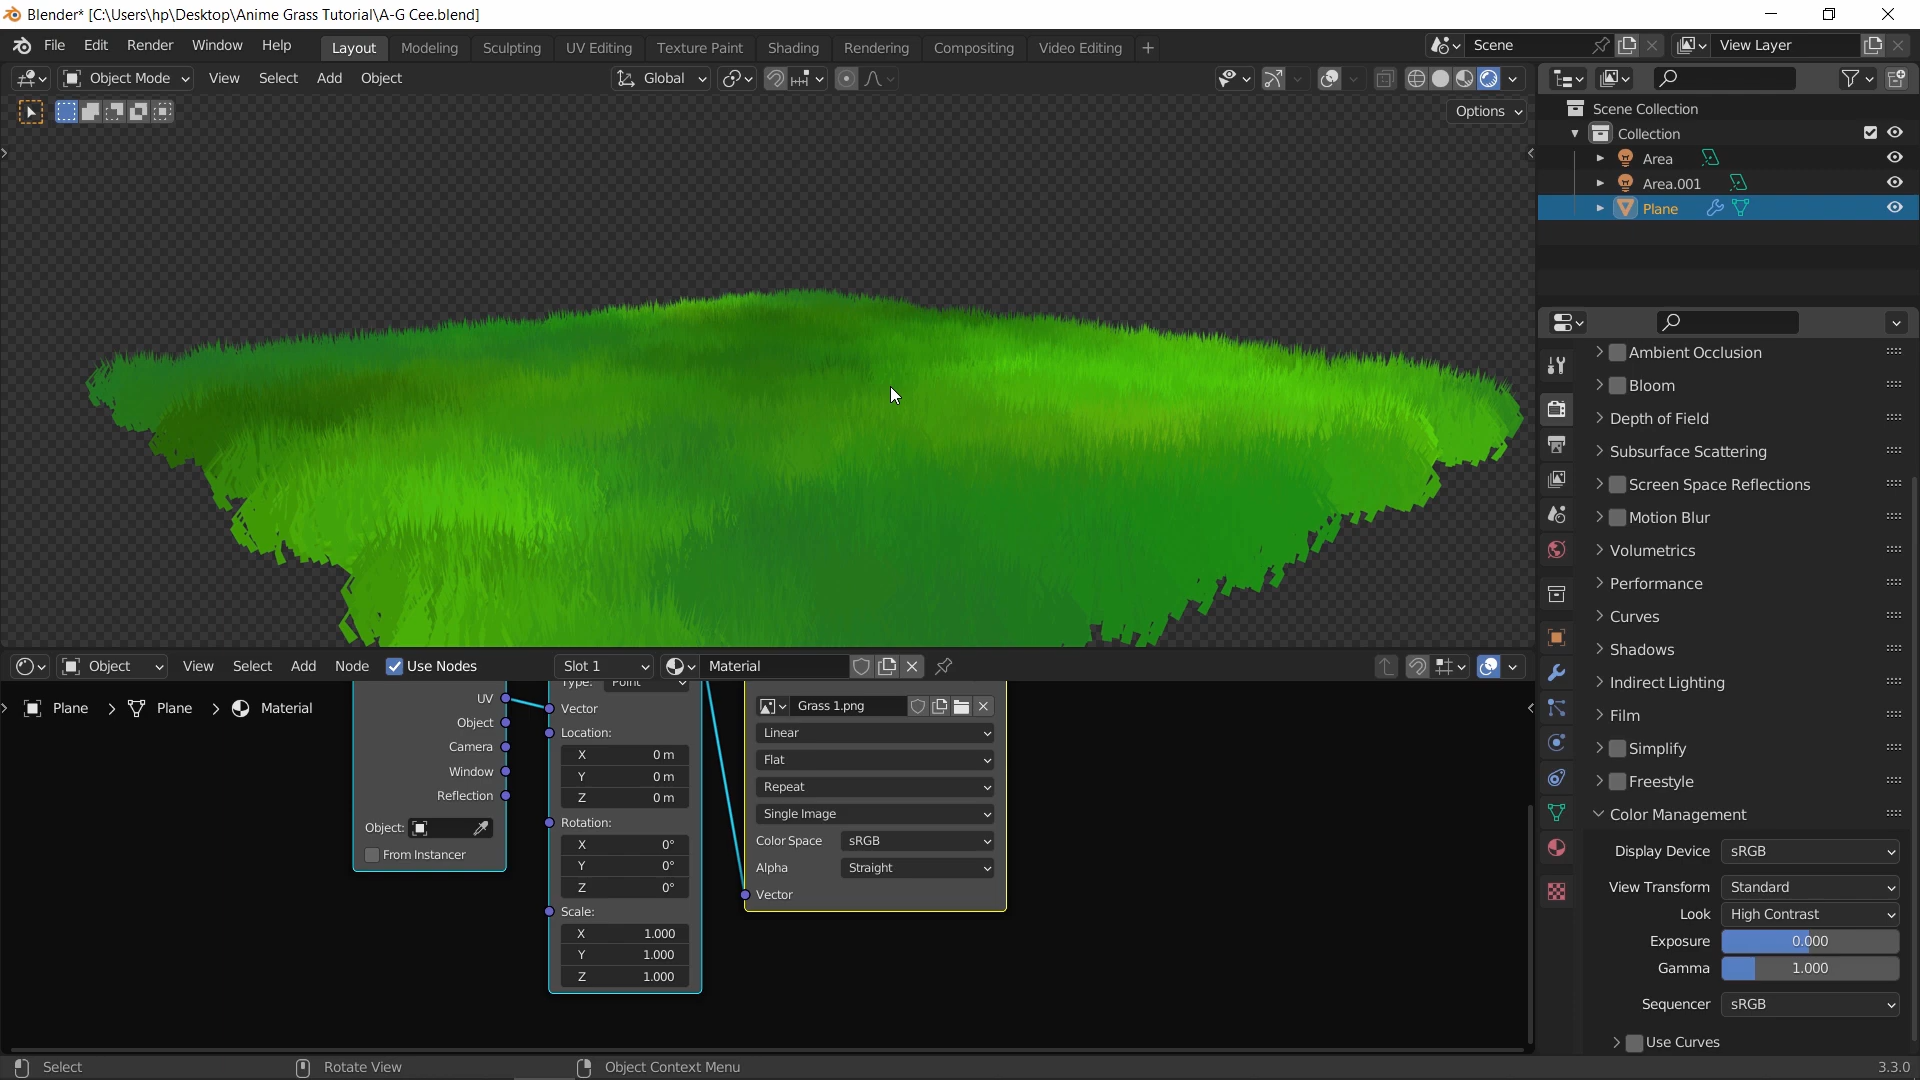 Blender* [C:\Users\hp\Desktop\Anime Grass Tutorial\A-G Cee.blend]
File Edit Render Window Help Layout Modeling Sculpting UV Editing Texture Paint Shading Rendering Compositing Video Editing + Scene View Layer
Object Mode View Select Add Object Global
Options
Scene Collection
Collection
Area
Area.001
Plane
Ambient Occlusion
Bloom
Depth of Field
Subsurface Scattering
Screen Space Reflections
Motion Blur
Volumetrics
Performance
Curves
Shadows
Indirect Lighting
Film
Simplify
Freestyle
Color Management
Display Device sRGB
View Transform Standard
Look High Contrast
Exposure 0.000
Gamma 1.000
Sequencer sRGB
Use Curves
Object View Select Add Node Use Nodes Slot 1 Material
Plane Plane Material
UV
Object
Camera
Window
Reflection
Object:
From Instancer
Type: Point
Vector
Location:
X 0 m
Y 0 m
Z 0 m
Rotation:
X 0°
Y 0°
Z 0°
Scale:
X 1.000
Y 1.000
Z 1.000
Grass 1.png
Linear
Flat
Repeat
Single Image
Color Space sRGB
Alpha Straight
Vector
Select Rotate View Object Context Menu 3.3.0